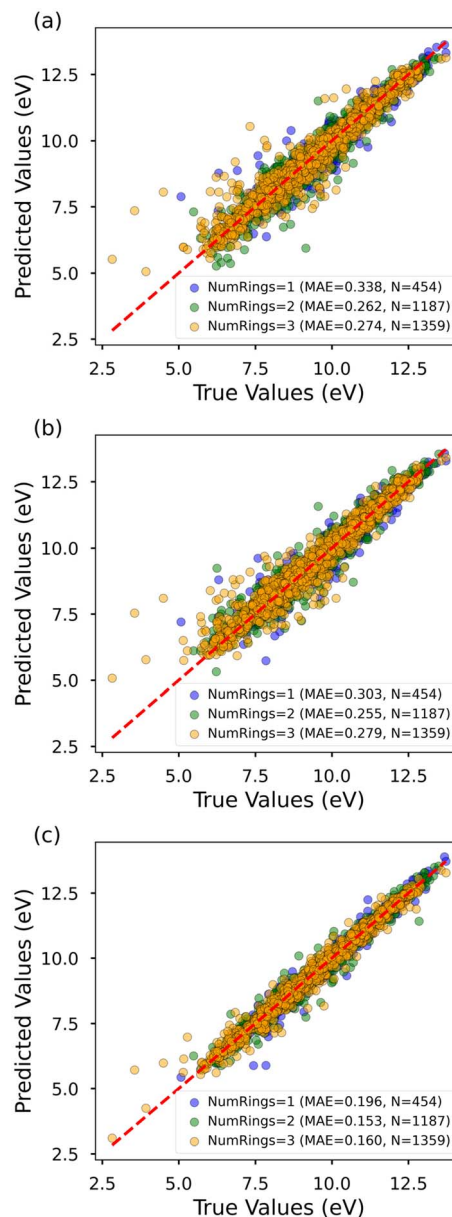 (a)
Predicted Values (eV)
12.5
10.0
7.5
5.0
2.5
NumRings=1 (MAE=0.338, N=454)
NumRings=2 (MAE=0.262, N=1187)
NumRings=3 (MAE=0.274, N=1359)
2.5 5.0 7.5 10.0 12.5
True Values (eV)
(b)
Predicted Values (eV)
12.5
10.0
7.5
5.0
2.5
NumRings=1 (MAE=0.303, N=454)
NumRings=2 (MAE=0.255, N=1187)
NumRings=3 (MAE=0.279, N=1359)
2.5 5.0 7.5 10.0 12.5
True Values (eV)
(c)
Predicted Values (eV)
12.5
10.0
7.5
5.0
2.5
NumRings=1 (MAE=0.196, N=454)
NumRings=2 (MAE=0.153, N=1187)
NumRings=3 (MAE=0.160, N=1359)
2.5 5.0 7.5 10.0 12.5
True Values (eV)